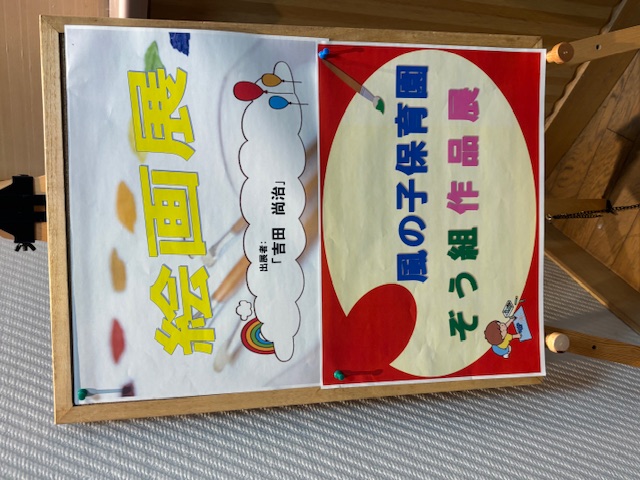 絵画展
出展者:
「吉田 尚治」
風の子保育園
ぞう組 作品展